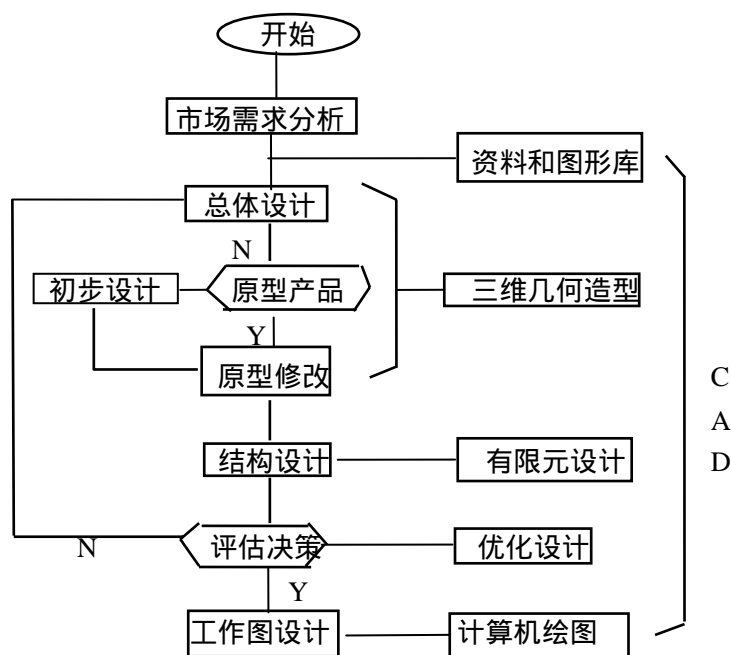 开始
市场需求分析
资料和图形库
总体设计
N
初步设计
原型产品
三维几何造型
Y
原型修改
C
A
D
结构设计
有限元设计
N
评估决策
优化设计
Y
工作图设计
计算机绘图